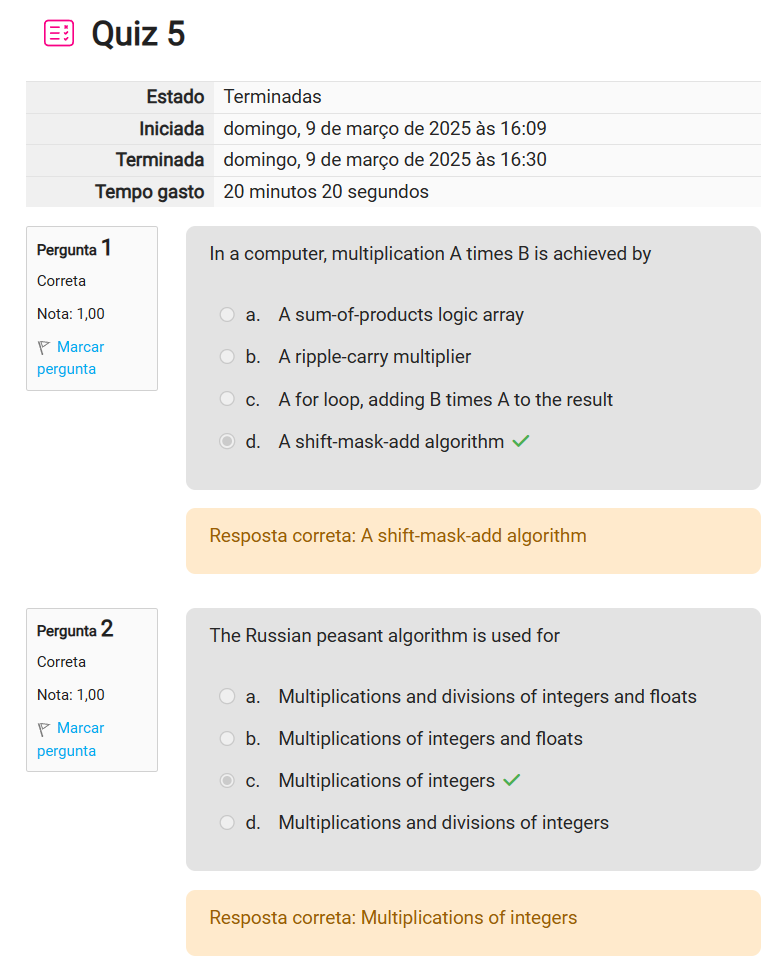 Quiz 5
Estado Terminadas
Iniciada domingo, 9 de março de 2025 às 16:09
Terminada domingo, 9 de março de 2025 às 16:30
Tempo gasto 20 minutos 20 segundos
Pergunta 1
Correta
Nota: 1,00
Marcar
pergunta
In a computer, multiplication A times B is achieved by
a. A sum-of-products logic array
b. A ripple-carry multiplier
c. A for loop, adding B times A to the result
d. A shift-mask-add algorithm
Resposta correta: A shift-mask-add algorithm
Pergunta 2
Correta
Nota: 1,00
Marcar
pergunta
The Russian peasant algorithm is used for
a. Multiplications and divisions of integers and floats
b. Multiplications of integers and floats
c. Multiplications of integers
d. Multiplications and divisions of integers
Resposta correta: Multiplications of integers